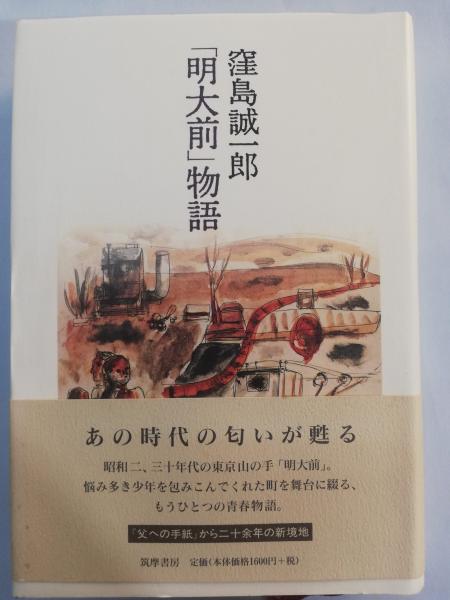 窪島誠一郎
「明大前」物語
あの時代の匂いが甦る
昭和二、三十年代の東京山の手「明大前」。
悩み多き少年を包みこんでくれた町を舞台に綴る、
もうひとつの青春物語。
『父への手紙』から二十余年の新境地
筑摩書房 定価(本体価格1600円+税)